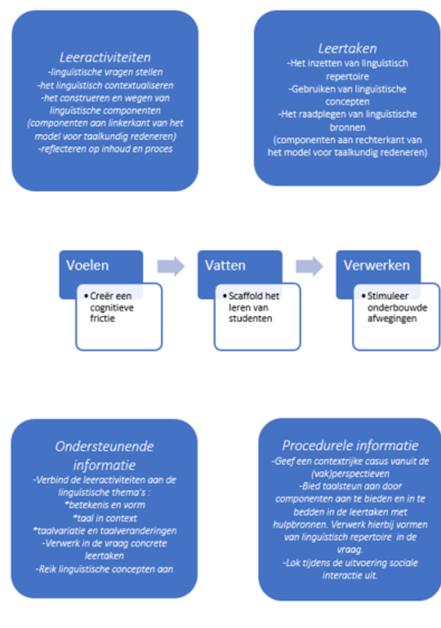 Leeractiviteiten
-linguïstische vragen stellen
-het linguïstisch contextualiseren
-het construeren en wegen van
linguïstische componenten
(componenten aan linkerkant van het
model voor taalkundig redeneren)
-reflecteren op inhoud en proces
Leertaken
-Het inzetten van linguïstisch
repertoire
-Gebruiken van linguïstische
concepten
-Het raadplegen van linguïstische
bronnen
(componenten aan rechterkant van
het model voor taalkundig redeneren)
Voelen
• Creër een
cognitieve
frictie
Vatten
• Scaffold het
leren van
studenten
Verwerken
• Stimuleer
onderbouwde
afwegingen
Ondersteunende
informatie
-Verbind de leeractiviteiten aan de
linguïstische thema's :
*betekenis en vorm
*taal in context
*taalvariatie en taalveranderingen
-Verwerk in de vraag concrete
leertaken
-Reik linguïstische concepten aan
Procedurele informatie
-Geef een contextrijke casus vanuit de
(vak)perspectieven
-Bied taalsteun aan door
componenten aan te bieden en in te
bedden in de leertaken met
hulpbronnen. Verwerk hierbij vormen
van linguïstisch repertoire in de
vraag.
-Lok tijdens de uitvoering sociale
interactie uit.